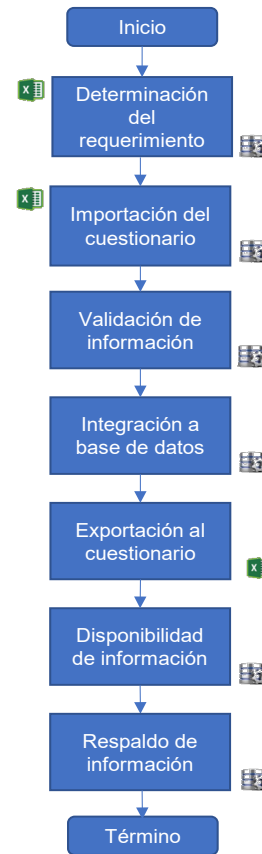 Inicio
Determinación
del
requerimiento
Importación del
cuestionario
Validación de
información
Integración a
base de datos
Exportación al
cuestionario
Disponibilidad
de información
Respaldo de
información
Término